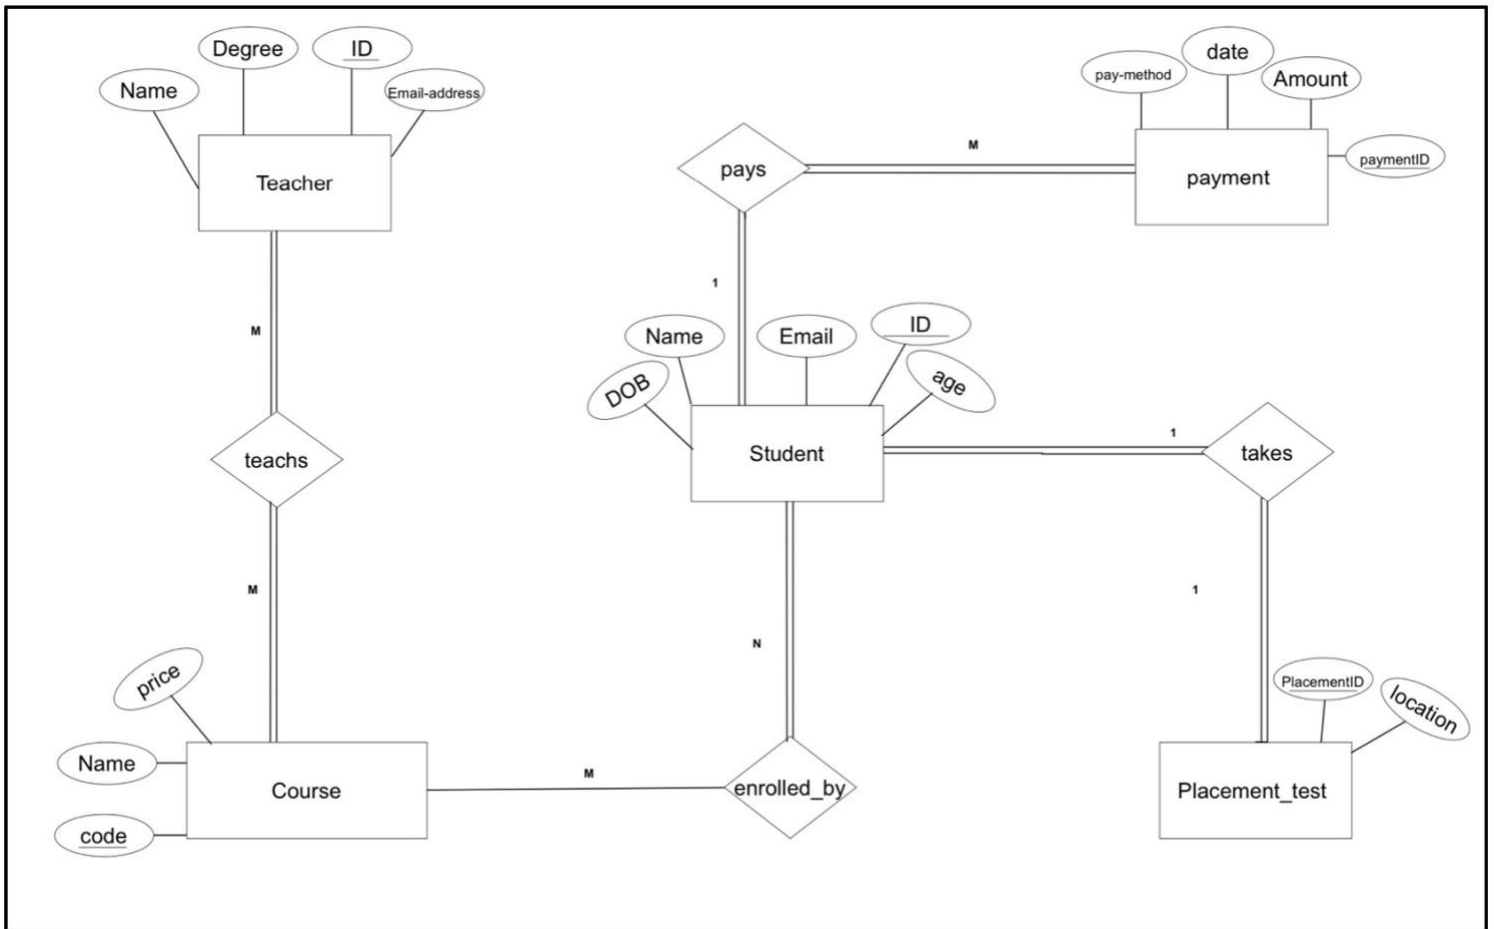 Degree
ID
Name
Email-address
Teacher
pay-method
date
Amount
paymentID
payment
pays
M
1
M
Name
Email
ID
DOB
age
Student
1
takes
teachs
M
N
1
price
Name
code
Course
M
enrolled_by
PlacementID
location
Placement_test